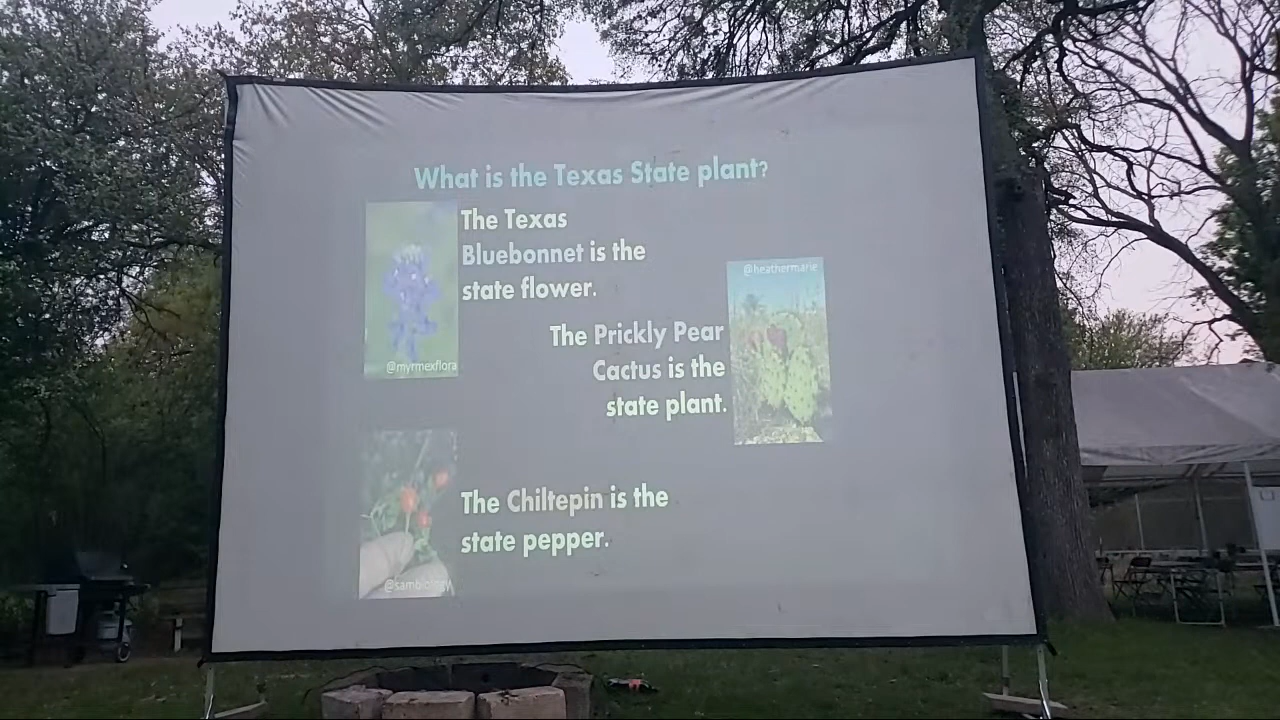 What is the Texas State plant?
The Texas
Bluebonnet is the
state flower.
@myrmexflora
@heathermarie
The Prickly Pear
Cactus is the
state plant.
The Chiltepin is the
state pepper.
@sambiology